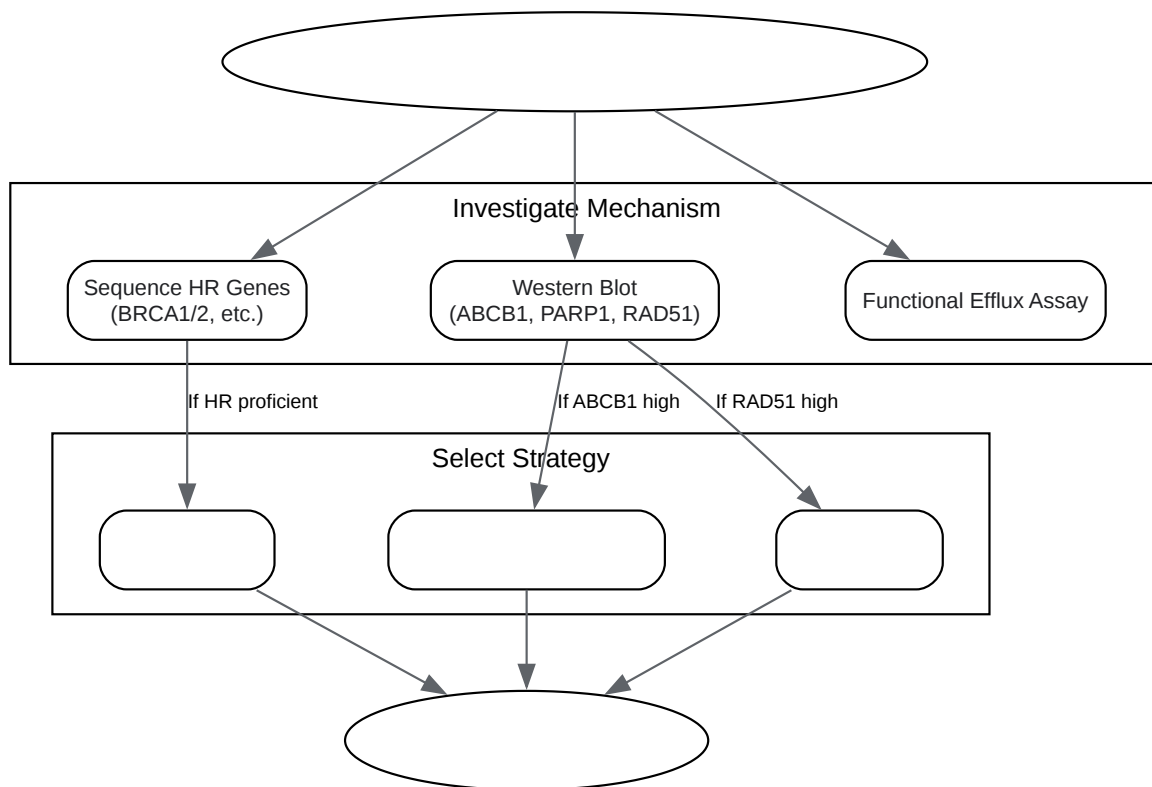 Investigate Mechanism
Sequence HR Genes
(BRCA1/2, etc.)
Western Blot
(ABCB1, PARP1, RAD51)
Functional Efflux Assay
If HR proficient
If ABCB1 high
If RAD51 high
Select Strategy